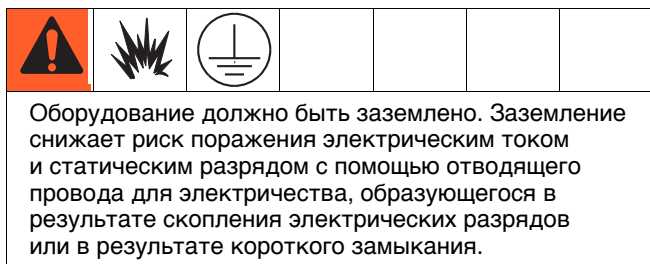 Оборудование должно быть заземлено. Заземление
снижает риск поражения электрическим током
и статическим разрядом с помощью отводящего
провода для электричества, образующегося в
результате скопления электрических разрядов
или в результате короткого замыкания.